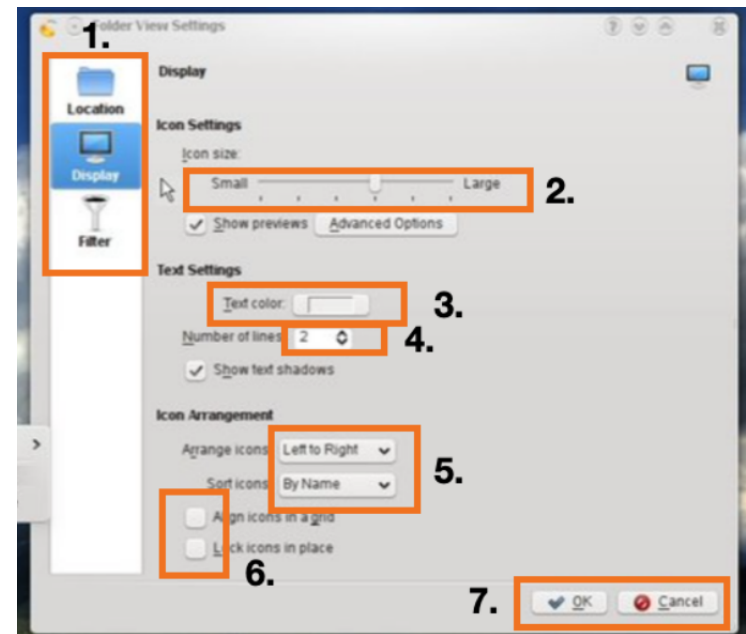 Folder View Settings
1.
Location
Display
Filter
Display
Icon Settings
Icon size:
Small Large
2.
Show previews Advanced Options
Text Settings
Text color:
3.
Number of lines: 2
4.
Show text shadows
Icon Arrangement
Arrange icons: Left to Right
5.
Sort icons: By Name
Align icons in a grid
Lock icons in place
6.
7.
OK Cancel